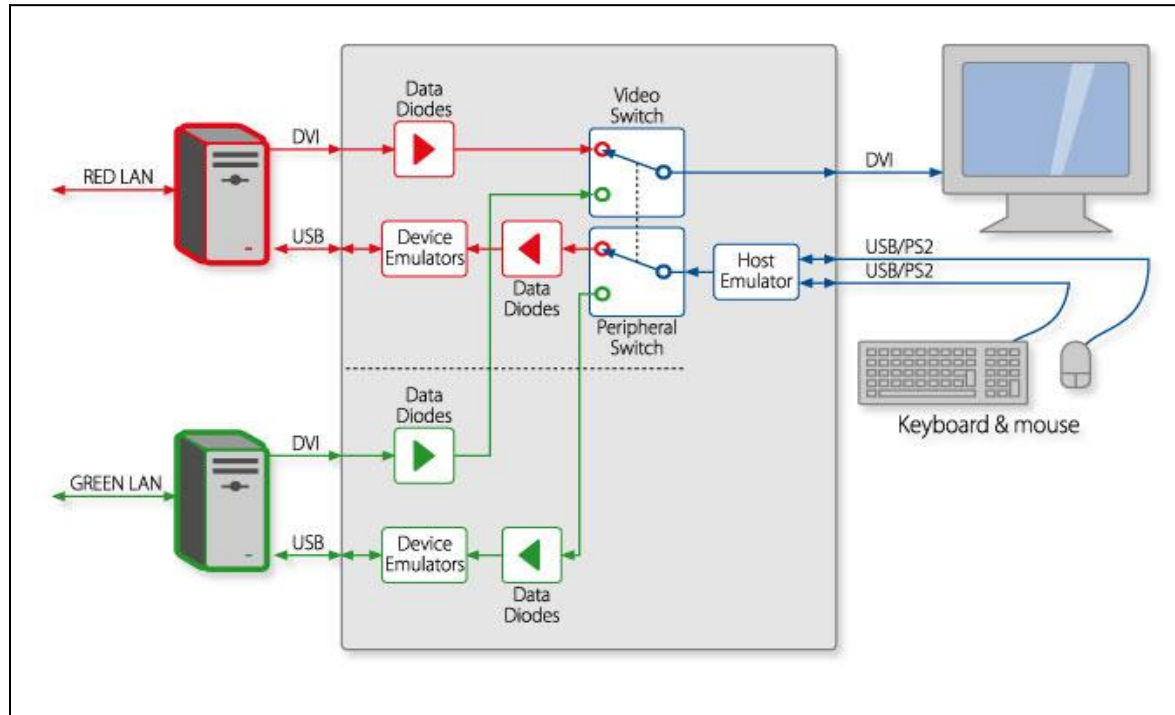 Data
Diodes
Video
Switch
DVI
DVI
RED LAN
USB
Device
Emulators
Data
Diodes
Peripheral
Switch
Host
Emulator
USB/PS2
USB/PS2
Keyboard & mouse
Data
Diodes
DVI
GREEN LAN
USB
Device
Emulators
Data
Diodes